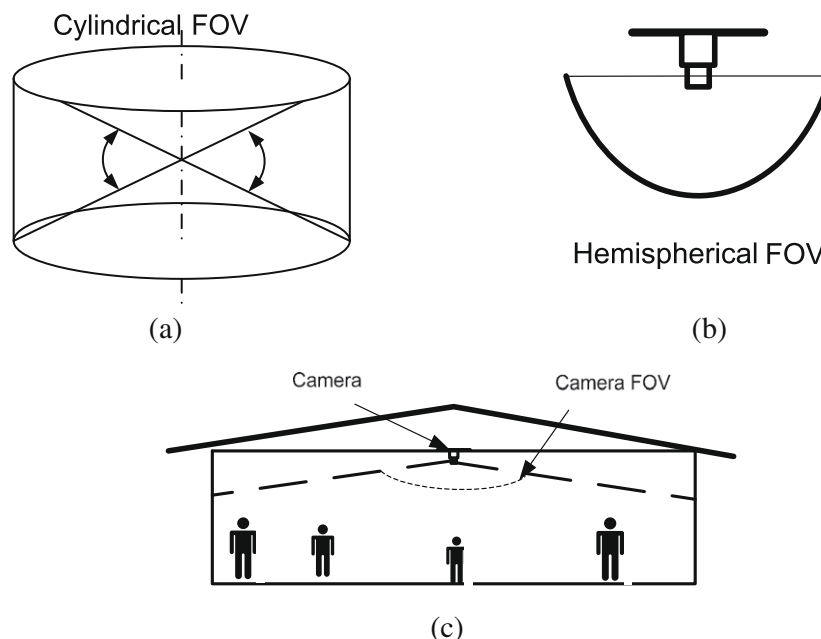 Cylindrical FOV
Hemispherical FOV
(a)
(b)
Camera
Camera FOV
(c)